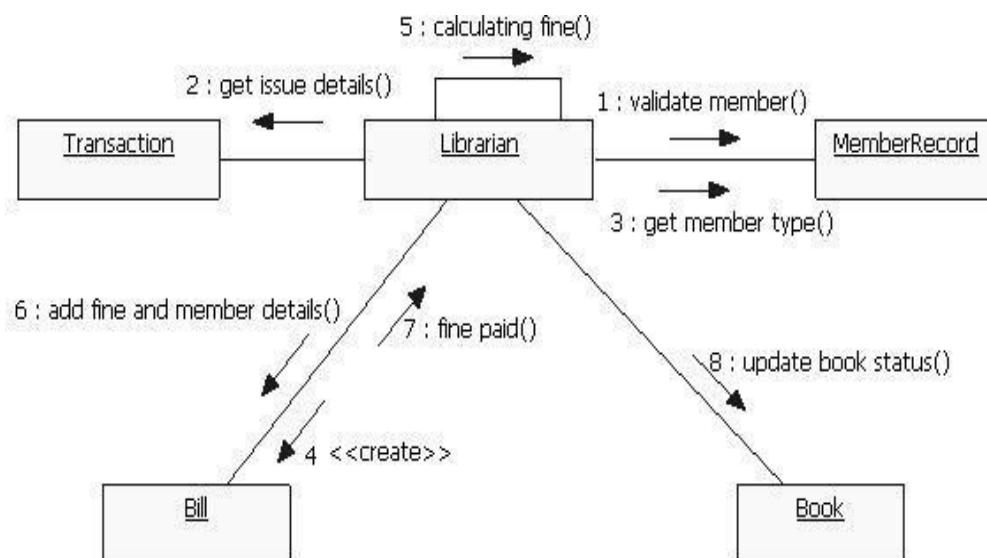 5 : calculating fine()
2 : get issue details()
1 : validate member()
Transaction
Librarian
MemberRecord
3 : get member type()
6 : add fine and member details()
7 : fine paid()
8 : update book status()
4 <<create>>
Bill
Book